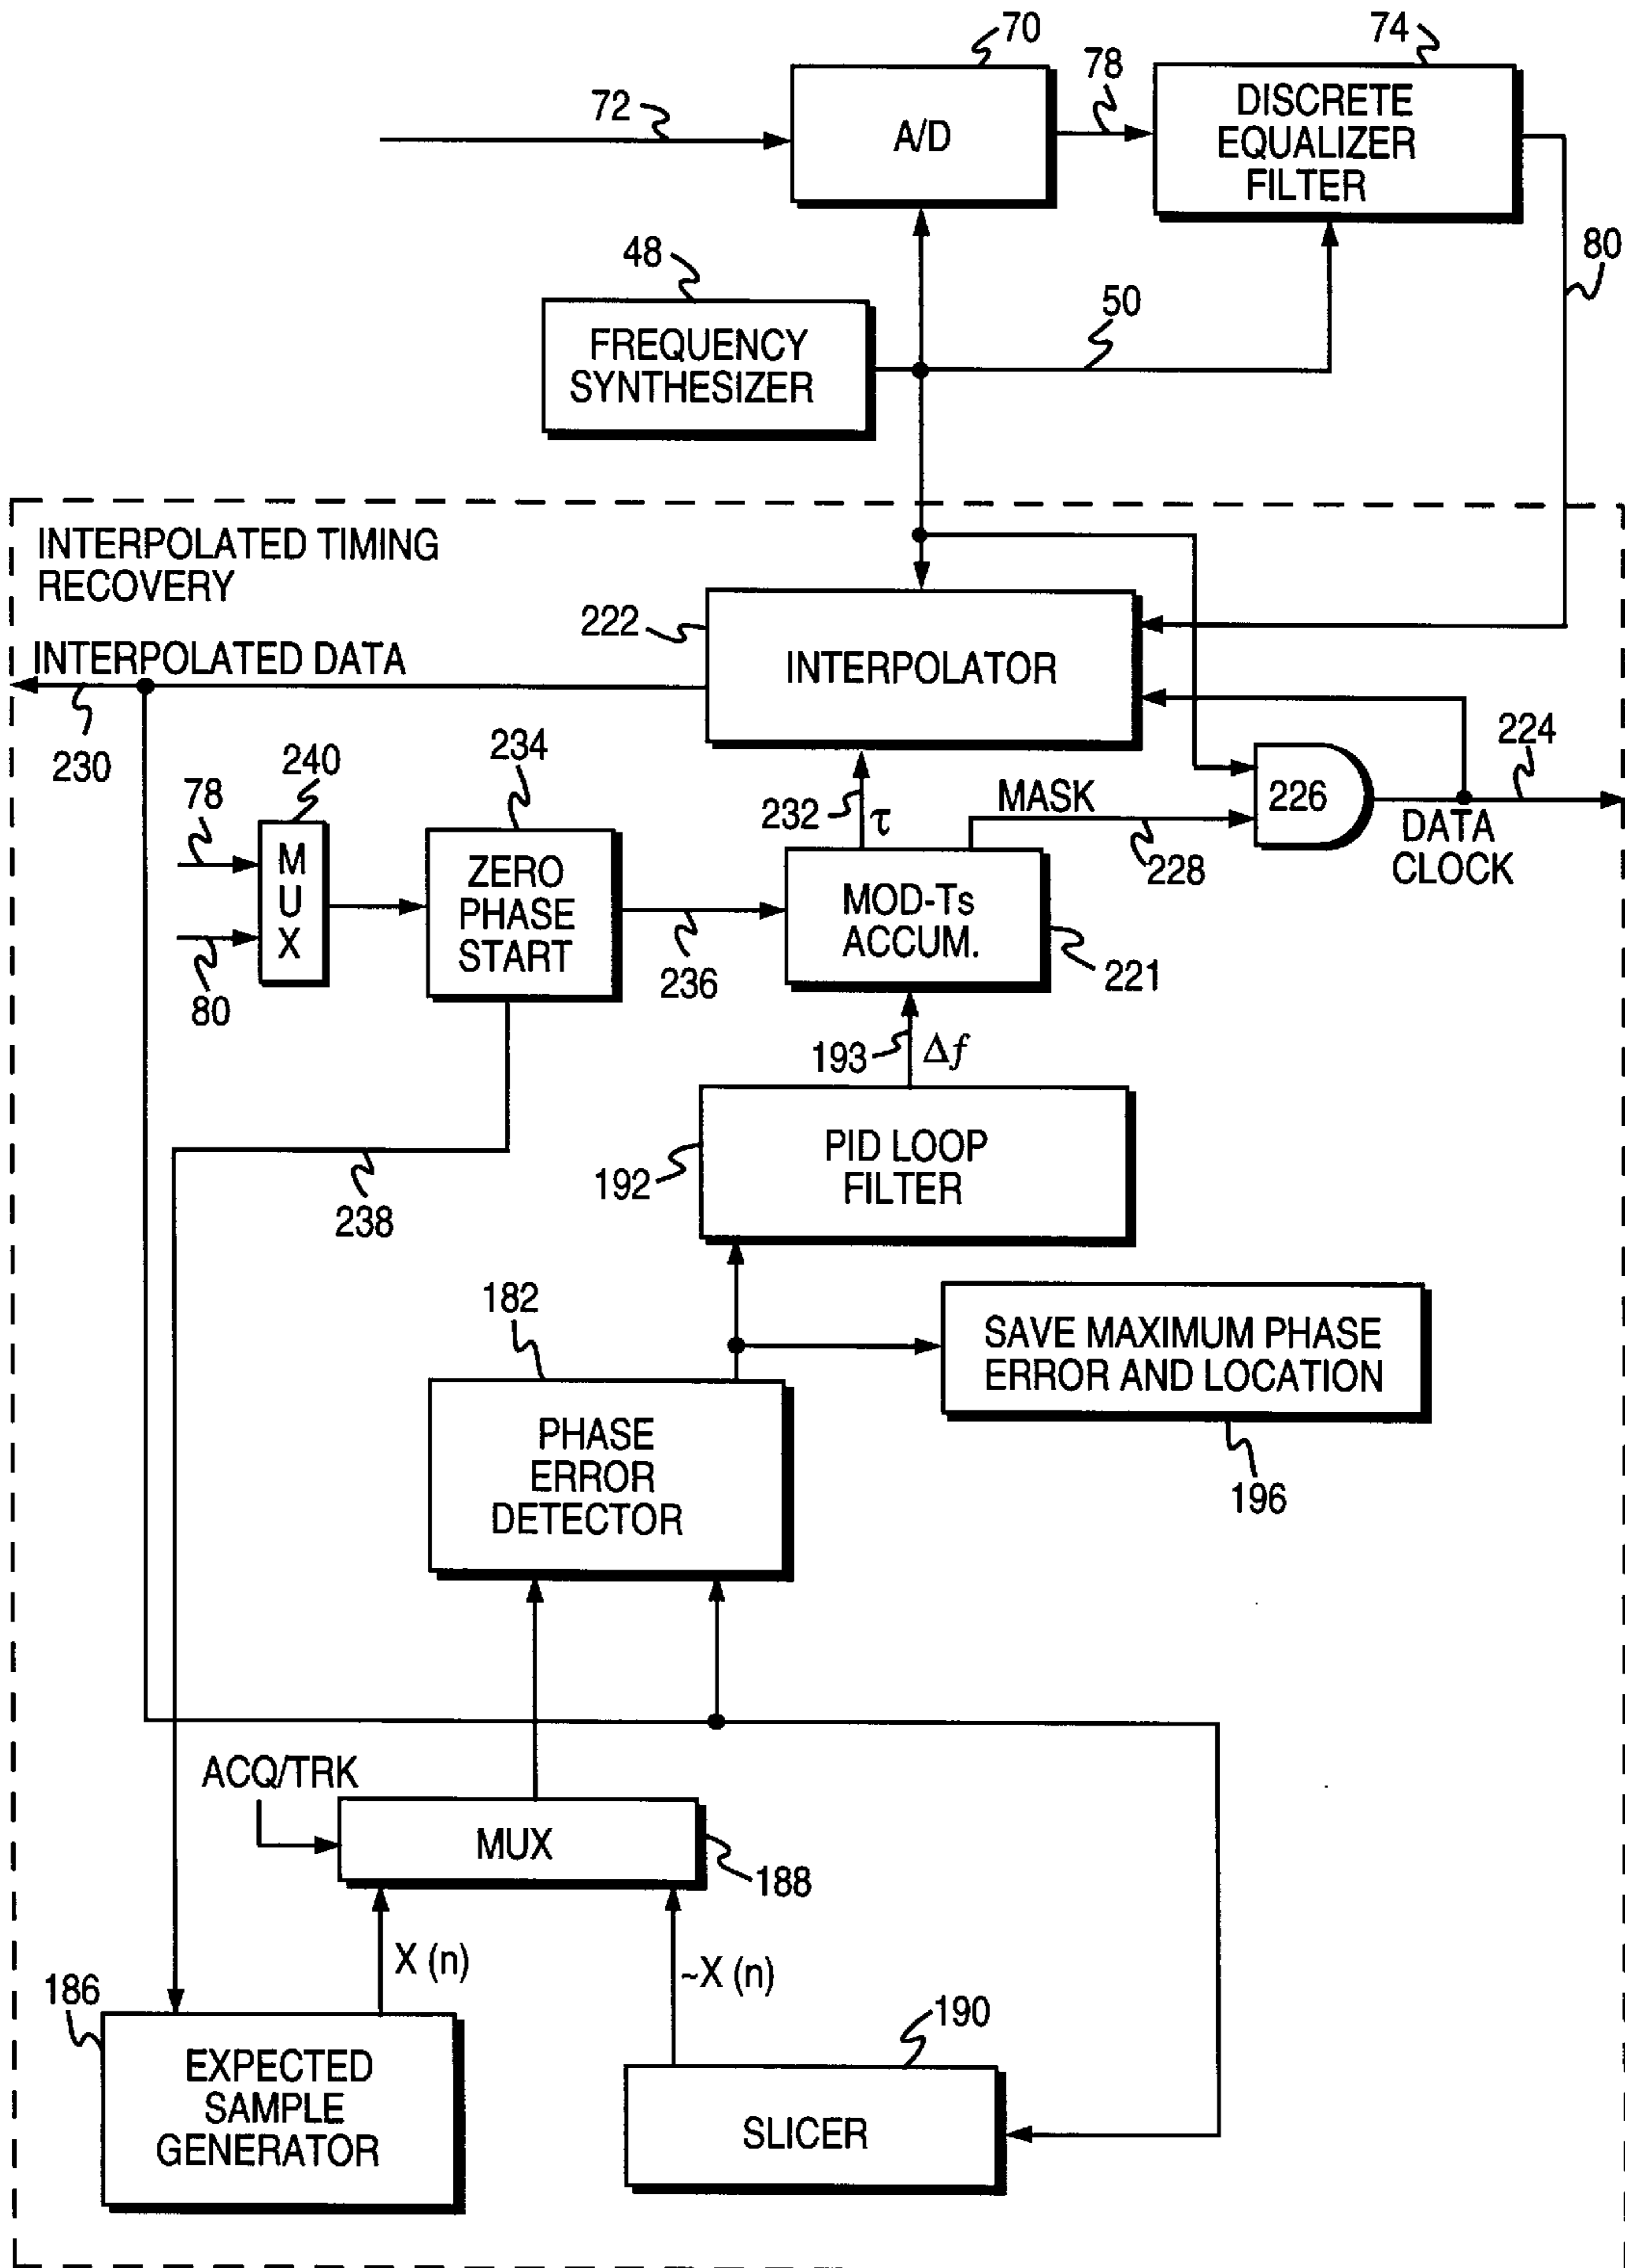 70
74
78
72
A/D
DISCRETE
EQUALIZER
FILTER
80
48
50
FREQUENCY
SYNTHESIZER
INTERPOLATED TIMING
RECOVERY
222
INTERPOLATOR
INTERPOLATED DATA
230
240
234
224
78
MUX
80
ZERO
PHASE
START
236
232
τ
MASK
228
226
DATA
CLOCK
MOD-Ts
ACCUM.
221
193
Δf
238
192
PID LOOP
FILTER
182
SAVE MAXIMUM PHASE
ERROR AND LOCATION
196
PHASE
ERROR
DETECTOR
ACQ/TRK
MUX
188
X (n)
~X (n)
186
190
EXPECTED
SAMPLE
GENERATOR
SLICER